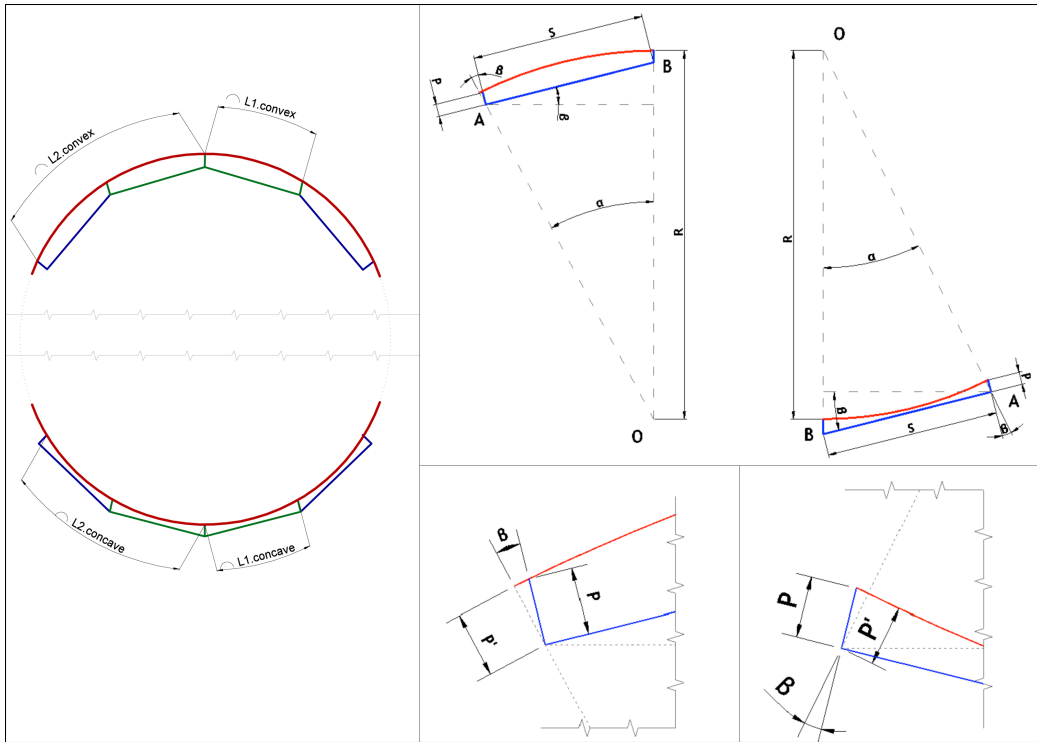 L2.convex
L1.convex
L2.concave
L1.concave
S
B
P
A
B
B
α
R
O
O
R
α
P
A
B
B
S
B
B
P
P'
P
P'
B